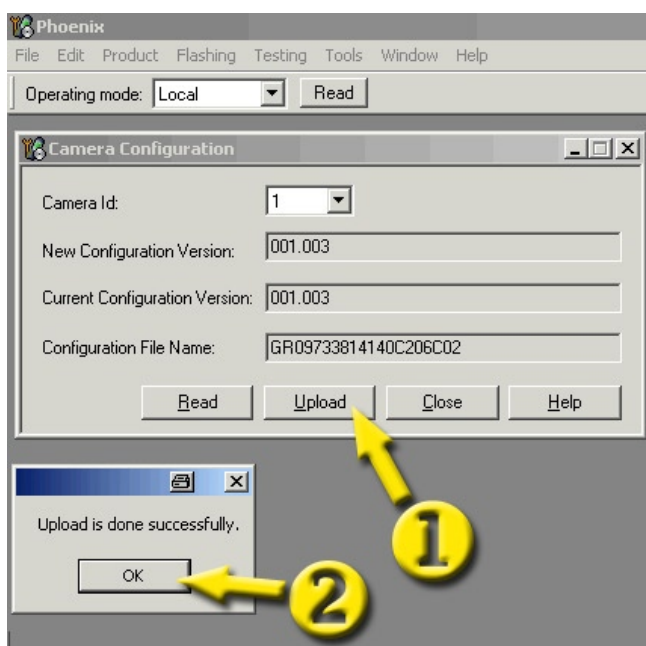 Phoenix
File Edit Product Flashing Testing Tools Window Help
Operating mode: Local Read
Camera Configuration
Camera Id: 1
New Configuration Version: 001.003
Current Configuration Version: 001.003
Configuration File Name: GR09733814140C206C02
Read Upload Close Help
1
Upload is done successfully.
OK
2